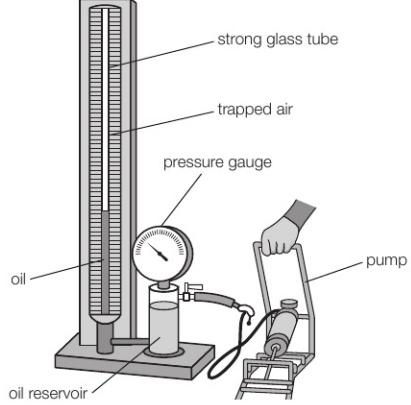 strong glass tube
trapped air
pressure gauge
pump
oil
oil reservoir